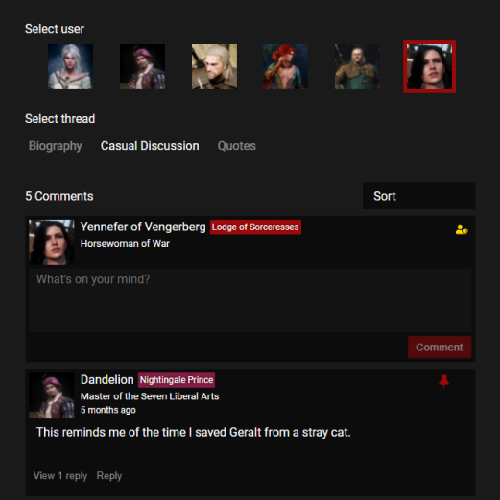 Select user
Select thread
Biography Casual Discussion Quotes
5 Comments Sort
Yennefer of Vengerberg Lodge of Sorceresses
Horsewoman of War
What's on your mind?
Comment
Dandelion Nightingale Prince
Master of the Seven Liberal Arts
5 months ago
This reminds me of the time I saved Geralt from a stray cat.
View 1 reply Reply